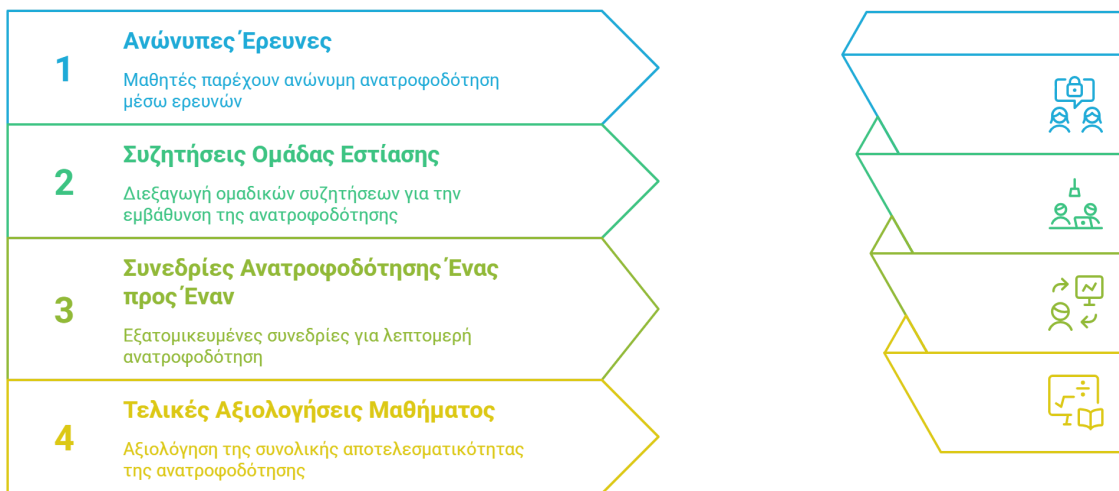 1
Ανώνυπες Έρευνες
Μαθητές παρέχουν ανώνυμη ανατροφοδότηση
μέσω ερευνών
2
Συζητήσεις Ομάδας Εστίασης
Διεξαγωγή ομαδικών συζητήσεων για την
εμβάθυνση της ανατροφοδότησης
3
Συνεδρίες Ανατροφοδότησης Ένας
προς Έναν
Εξατομικευμένες συνεδρίες για λεπτομερή
ανατροφοδότηση
4
Τελικές Αξιολογήσεις Μαθήματος
Αξιολόγηση της συνολικής αποτελεσματικότητας
της ανατροφοδότησης